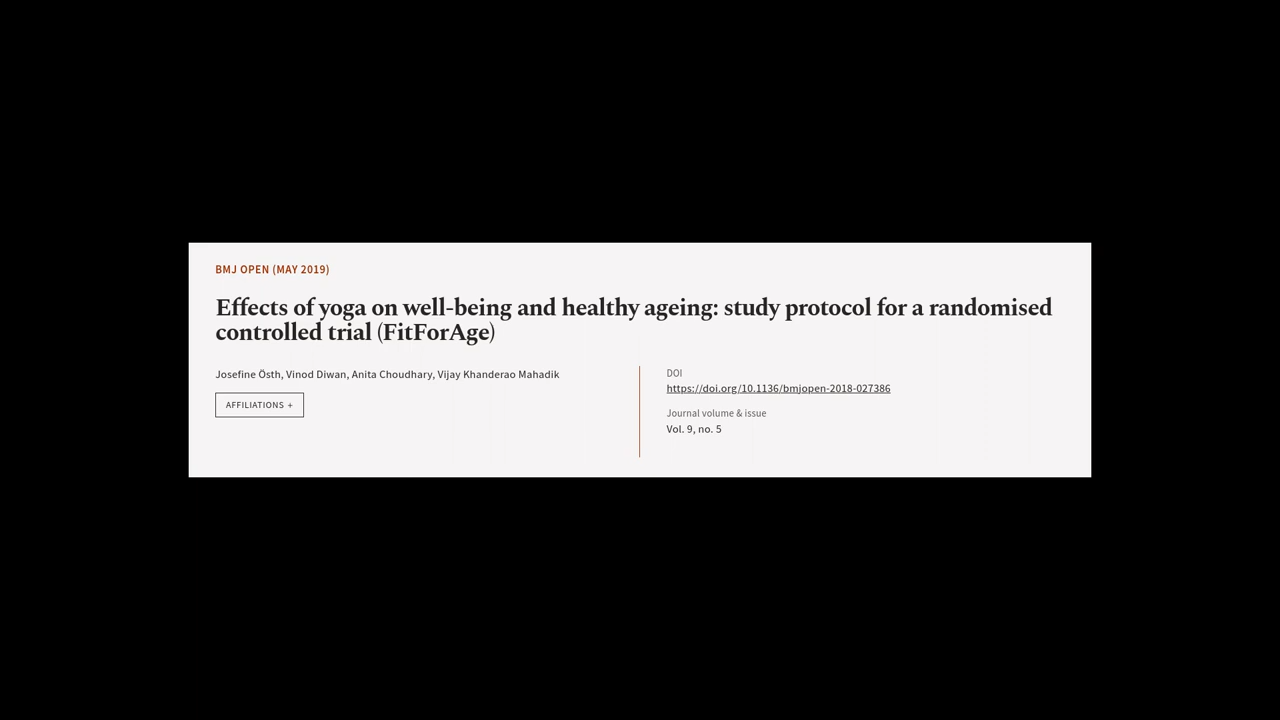 BMJ OPEN (MAY 2019)
Effects of yoga on well-being and healthy ageing: study protocol for a randomised
controlled trial (FitForAge)
Josefine Östh, Vinod Diwan, Anita Choudhary, Vijay Khanderao Mahadik
AFFILIATIONS +
DOI
https://doi.org/10.1136/bmjopen-2018-027386
Journal volume & issue
Vol. 9, no. 5